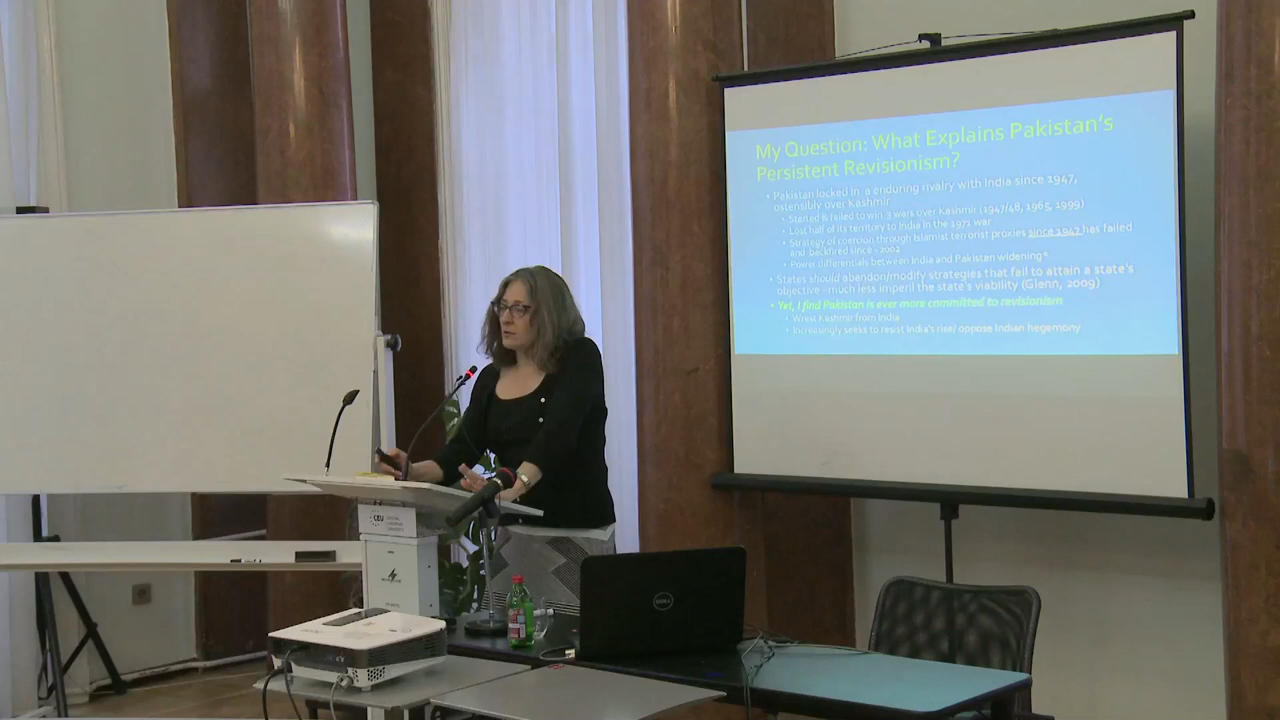 My Question: What Explains Pakistan's
Persistent Revisionism?
• Pakistan locked in a enduring rivalry with India since 1947,
ostensibly over Kashmir
• Started & failed to win 3 wars over Kashmir (1947/48, 1965, 1999)
• Lost half of its territory to India in the 1971 war
• Strategy of coercion through Islamist terrorist proxies since 1947 has failed
and backfired since ~2002
• Power differentials between India and Pakistan widening*
• States should abandon/modify strategies that fail to attain a state's
objective – much less imperil the state's viability (Glenn, 2009)
• Yet, I find Pakistan is ever more committed to revisionism
• Wrest Kashmir from India
• Increasingly seeks to resist India's rise/ oppose Indian hegemony
CEU
DELL